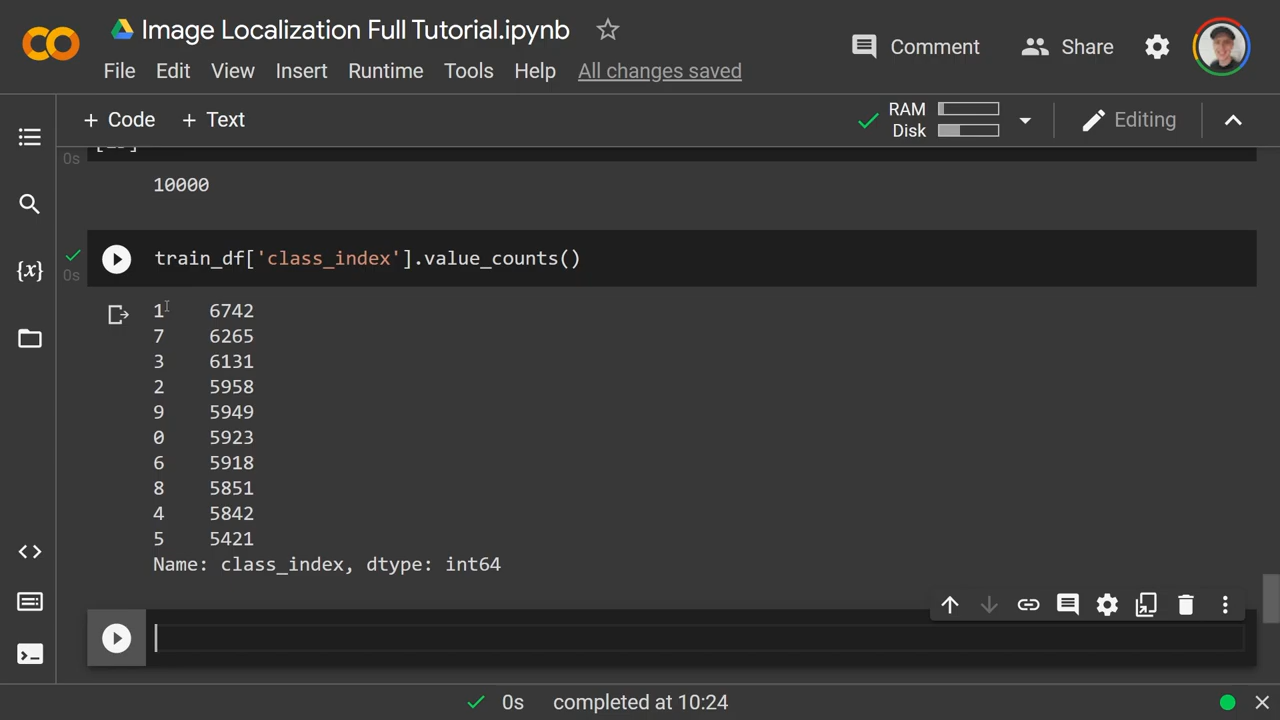 Image Localization Full Tutorial.ipynb
Comment
Share
File Edit View Insert Runtime Tools Help All changes saved
+ Code + Text
RAM
Disk
Editing
0s
10000
train_df['class_index'].value_counts()
0s
1 6742
7 6265
3 6131
2 5958
9 5949
0 5923
6 5918
8 5851
4 5842
5 5421
Name: class_index, dtype: int64
0s completed at 10:24